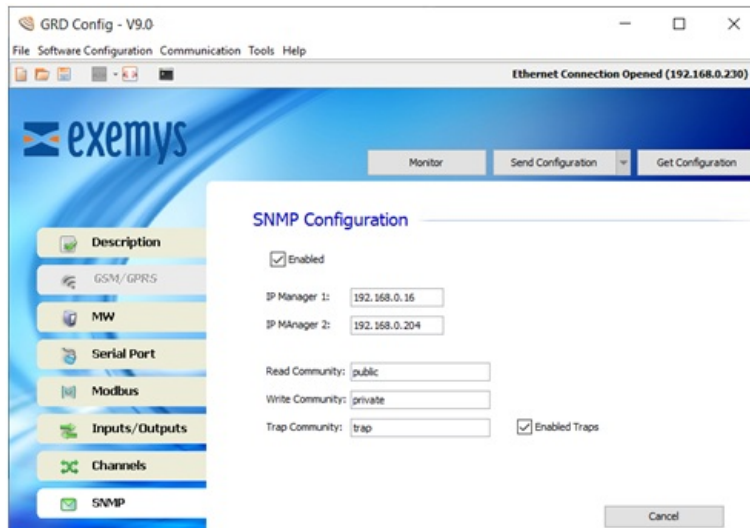 GRD Config - V9.0
File Software Configuration Communication Tools Help
Ethernet Connection Opened (192.168.0.230)
exemys
Monitor Send Configuration Get Configuration
SNMP Configuration
Description
Enabled
GSM/GPRS
IP Manager 1: 192.168.0.16
MW
IP MAnager 2: 192.168.0.204
Serial Port
Read Community: public
Modbus
Write Community: private
Inputs/Outputs
Trap Community: trap Enabled Traps
Channels
SNMP
Cancel